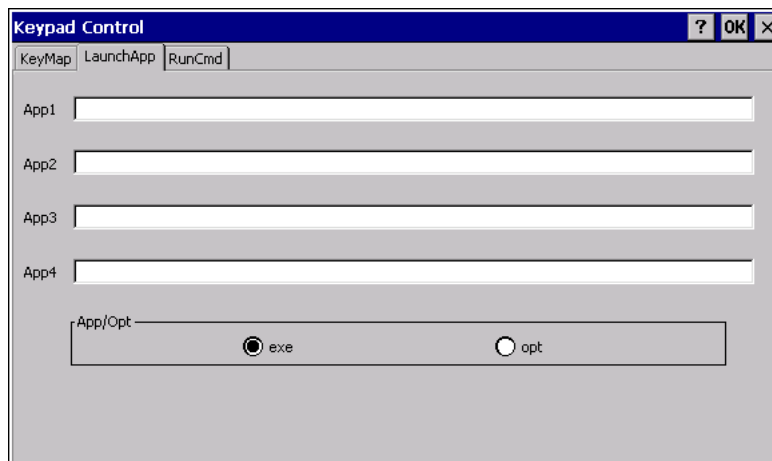 Keypad Control ? OK ×
KeyMap LaunchApp RunCmd
App1
App2
App3
App4
App/Opt
exe opt